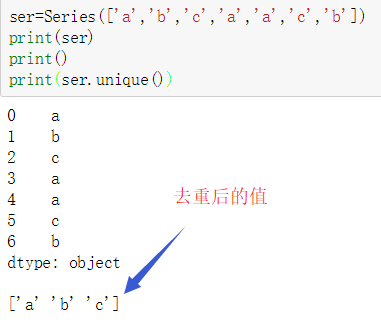 ser=Series(['a','b','c','a','a','c','b'])
print(ser)
print()
print(ser.unique())
0    a
1    b
2    c
3    a
4    a
5    c
6    b
dtype: object
去重后的值
['a' 'b' 'c']